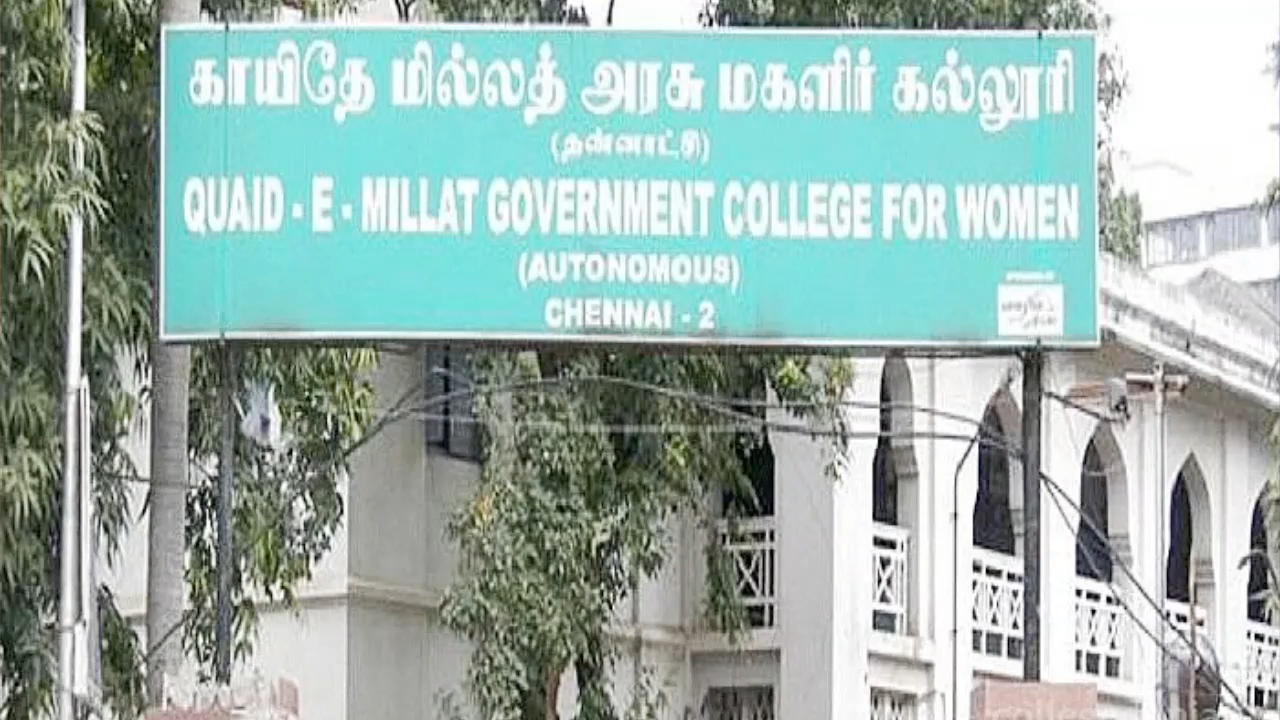 காயிதே மில்லத் அரசு மகளிர் கல்லூரி
(தன்னாட்சி)
QUAID - E - MILLAT GOVERNMENT COLLEGE FOR WOMEN
(AUTONOMOUS)
CHENNAI - 2